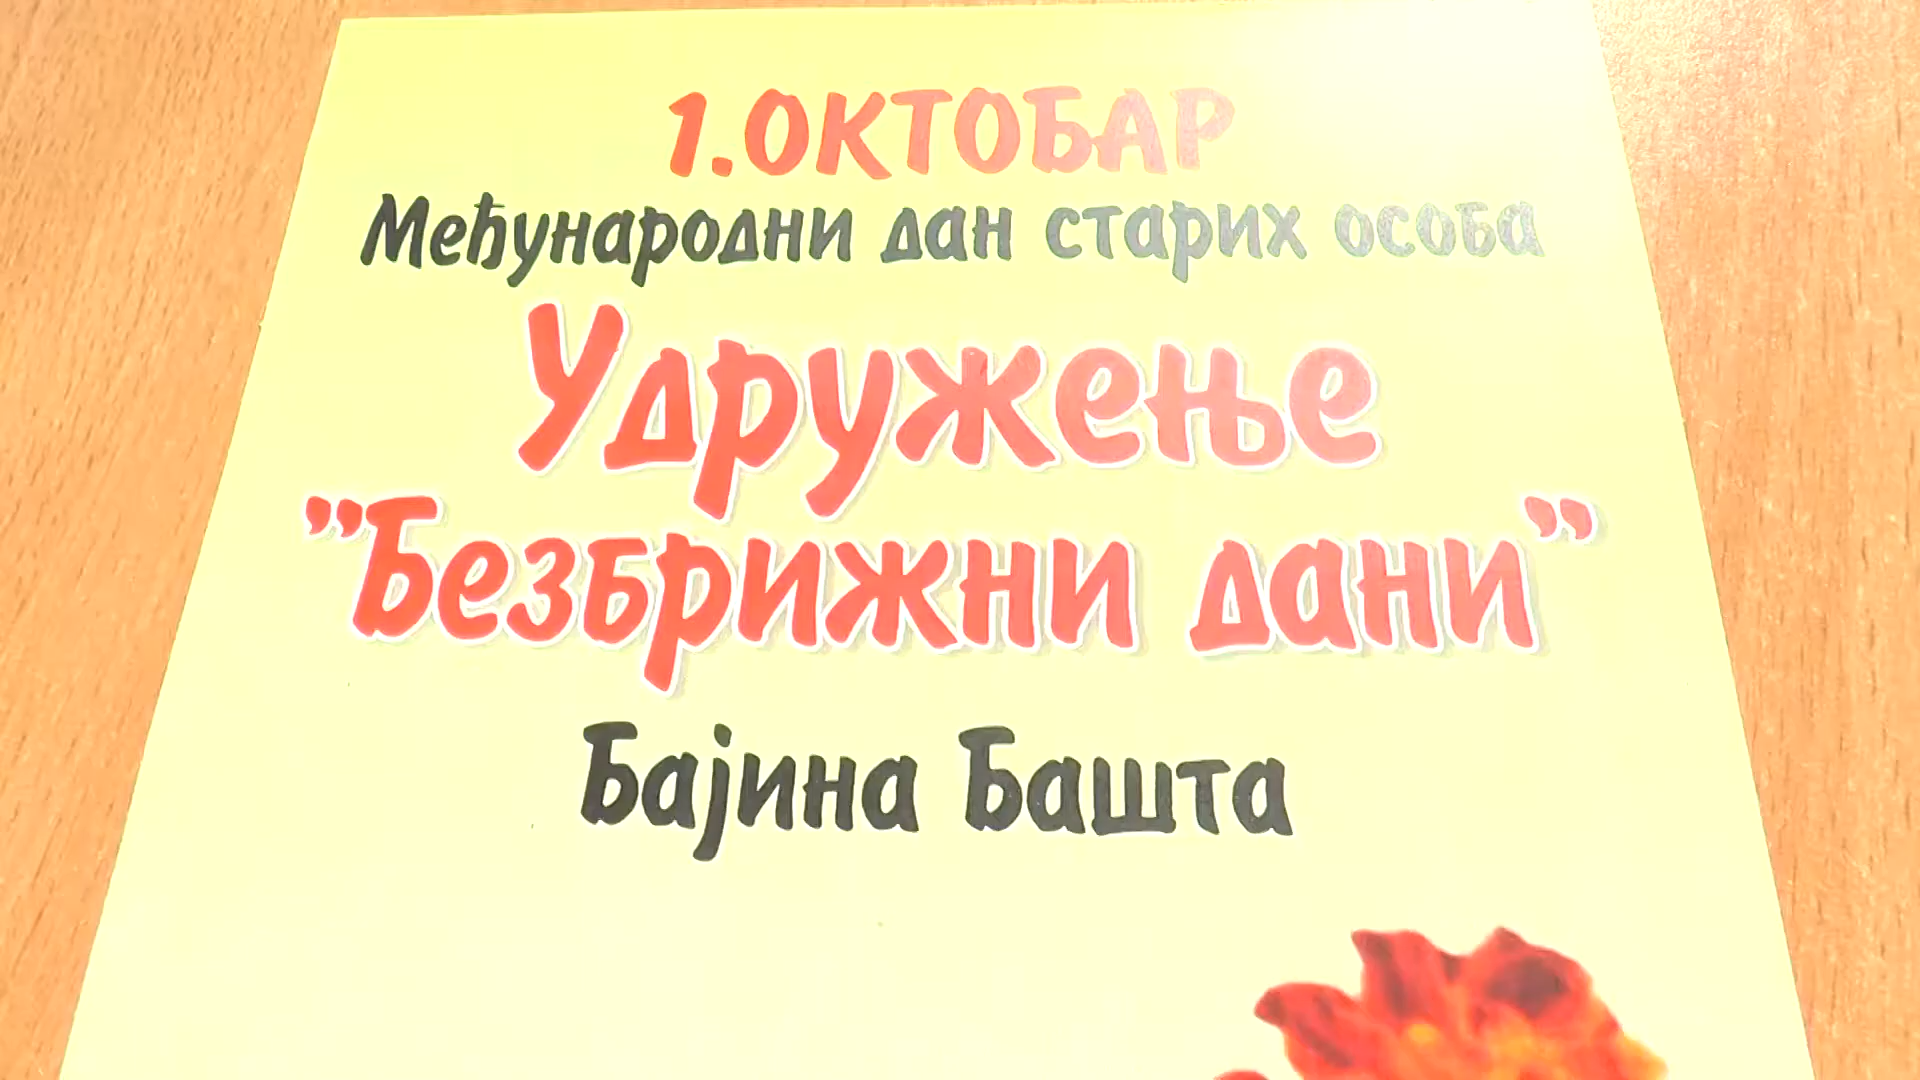 1.ОКТОБАР
Међународни дан старих особа
Удружење
"Безбрижни дани"
Бајина Башта